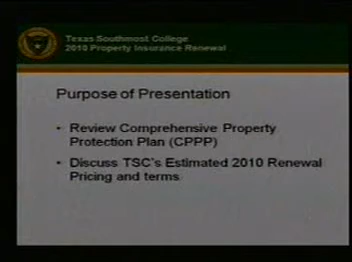 Texas Southmost College
2010 Property Insurance Renewal
Purpose of Presentation
• Review Comprehensive Property
Protection Plan (CPPP)
• Discuss TSC's Estimated 2010 Renewal
Pricing and terms